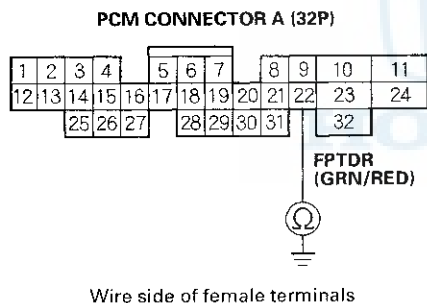 PCM CONNECTOR A (32P)
1 2 3 4 5 6 7 8 9 10 11
12 13 14 15 16 17 18 19 20 21 22 23 24
25 26 27 28 29 30 31 32
FPTDR
(GRN/RED)
Ω
Wire side of female terminals